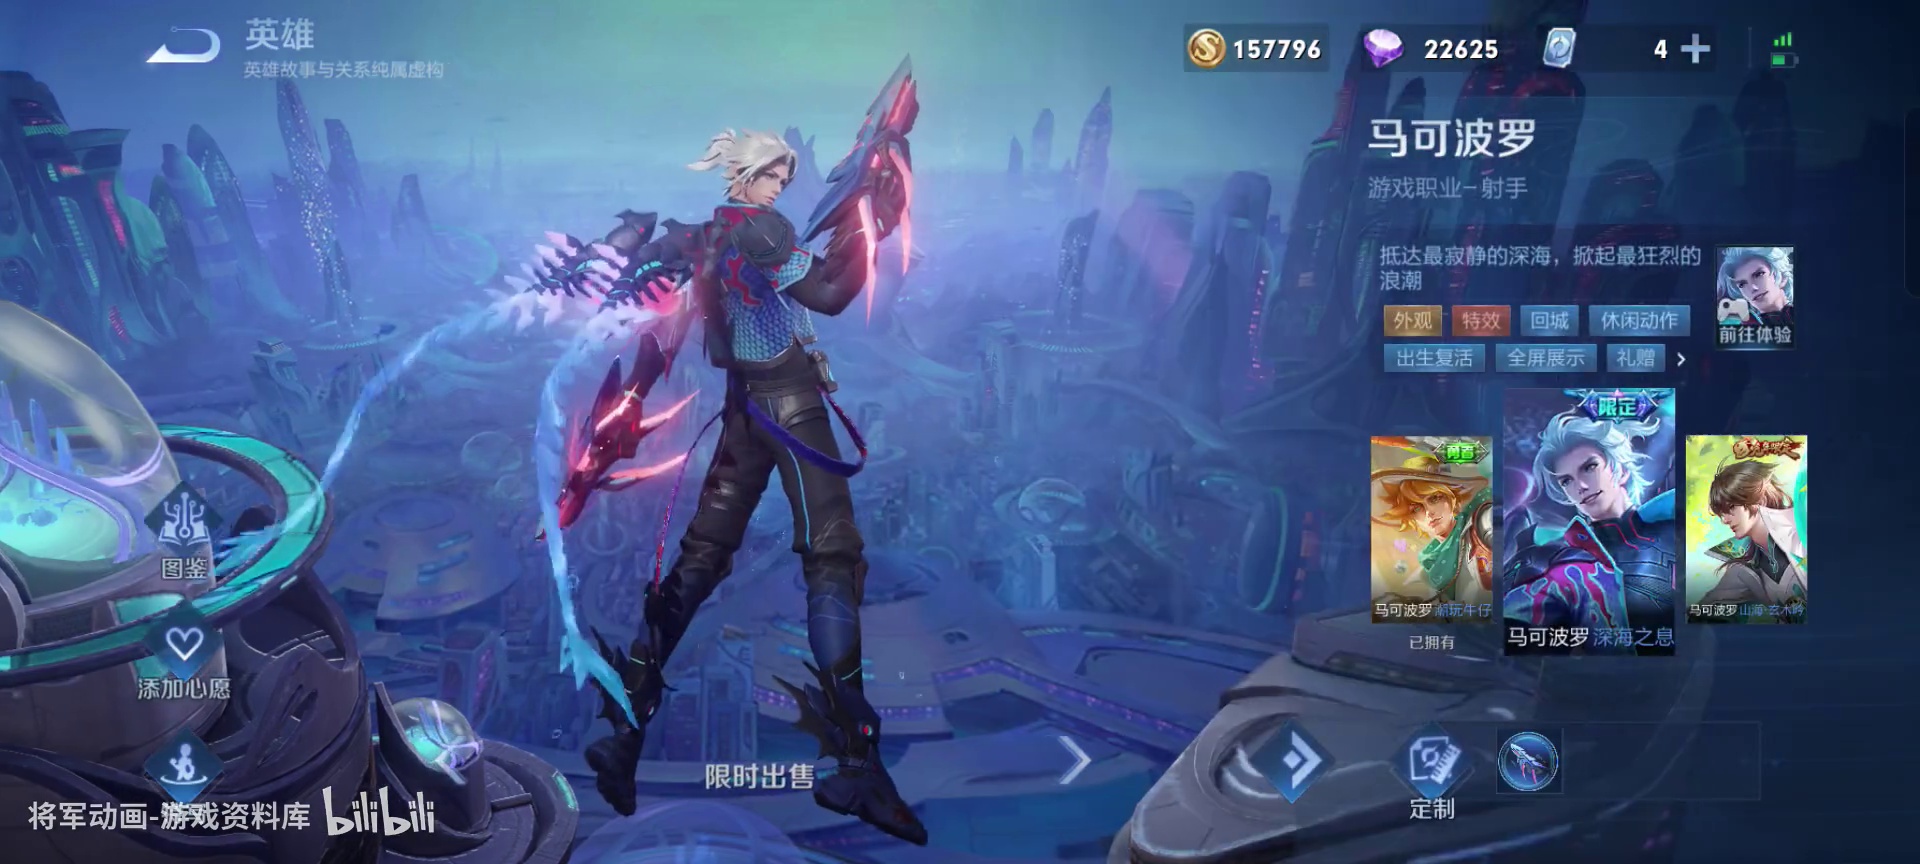 英雄
英雄故事与关系纯属虚构
157796
22625
4
马可波罗
游戏职业-射手
抵达最寂静的深海，掀起最狂烈的
浪潮
前往体验
外观 特效 回城 休闲动作
出生复活 全屏展示 礼赠
限定
勇者
马可波罗 潮玩牛仔
已拥有
马可波罗 深海之息
马可波罗 山海·玄木吟
图鉴
添加心愿
限时出售
定制
将军动画-游戏资料库
bilibili